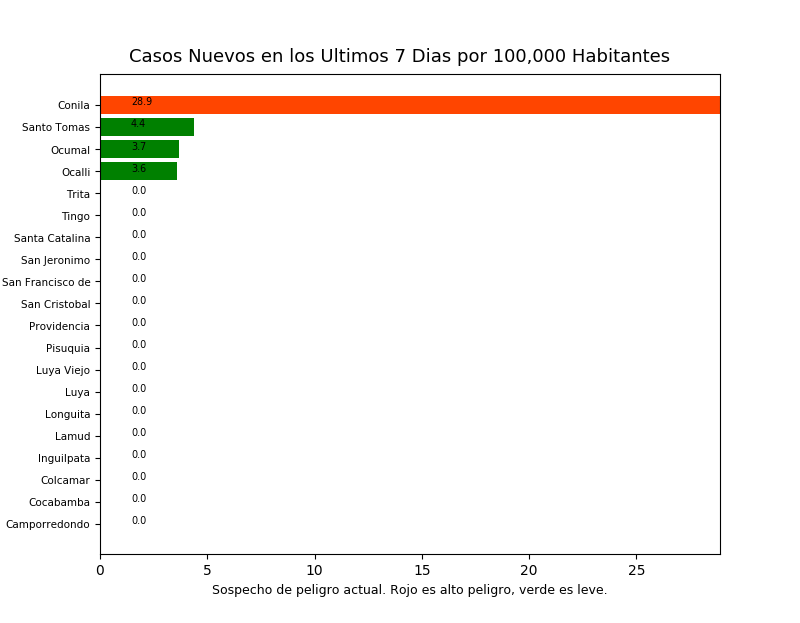 Casos Nuevos en los Ultimos 7 Dias por 100,000 Habitantes
Conila 28.9
Santo Tomas 4.4
Ocumal 3.7
Ocalli 3.6
Trita 0.0
Tingo 0.0
Santa Catalina 0.0
San Jeronimo 0.0
San Francisco de 0.0
San Cristobal 0.0
Providencia 0.0
Pisuquia 0.0
Luya Viejo 0.0
Luya 0.0
Longuita 0.0
Lamud 0.0
Inguilpata 0.0
Colcamar 0.0
Cocabamba 0.0
Camporredondo 0.0
0 5 10 15 20 25
Sospecho de peligro actual. Rojo es alto peligro, verde es leve.